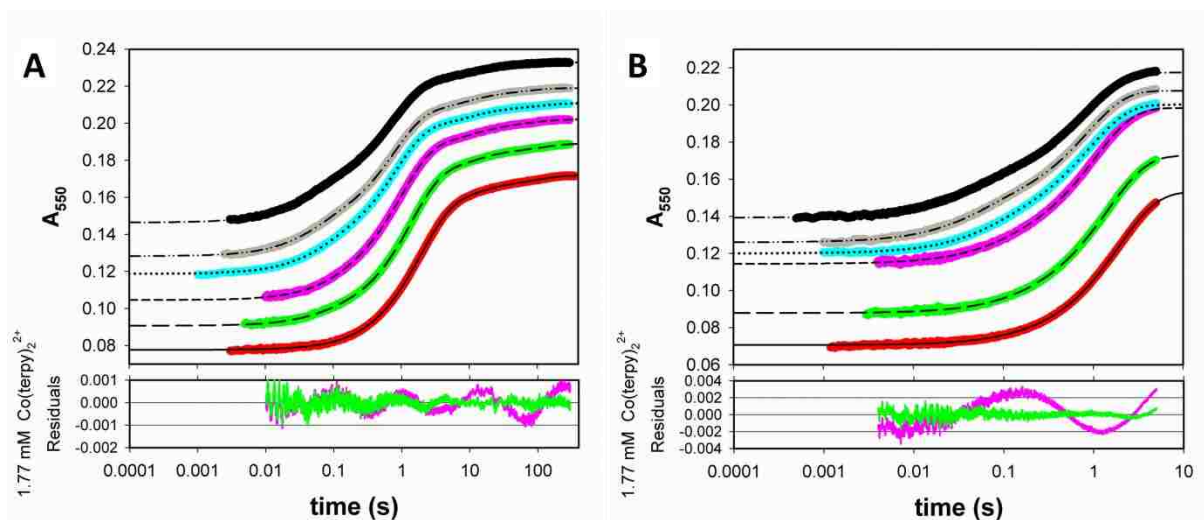 A
A550
0.24
0.22
0.20
0.18
0.16
0.14
0.12
0.10
0.08
1.77 mM Co(terpy)₂²⁺
Residuals
0.001
0.000
-0.001
-0.002
0.0001 0.001 0.01 0.1 1 10 100
time (s)
B
A550
0.24
0.22
0.20
0.18
0.16
0.14
0.12
0.10
0.08
0.06
1.77 mM Co(terpy)₂²⁺
Residuals
0.004
0.002
0.000
-0.002
-0.004
0.0001 0.001 0.01 0.1 1 10
time (s)